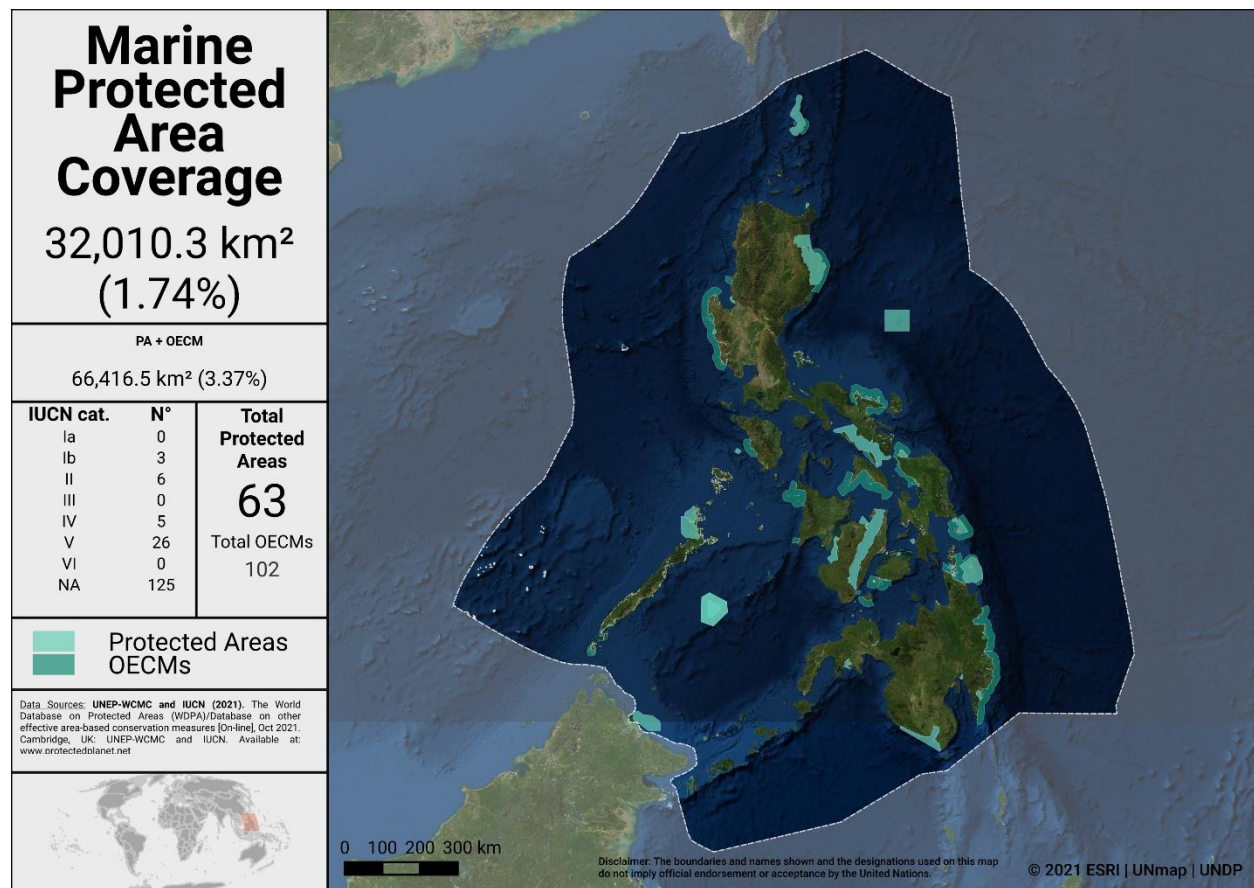 Marine
Protected
Area
Coverage
32,010.3 km²
(1.74%)
PA + OECM
66,416.5 km² (3.37%)
IUCN cat. N°
Ia 0
Ib 3
II 6
III 0
IV 5
V 26
VI 0
NA 125
Total
Protected
Areas
63
Total OECMs
102
Protected Areas
OECMs
Data Sources: UNEP-WCMC and IUCN (2021). The World
Database on Protected Areas (WDPA)/Database on other
effective area-based conservation measures [On-line], Oct 2021.
Cambridge, UK: UNEP-WCMC and IUCN. Available at:
www.protectedplanet.net
0 100 200 300 km
Disclaimer: The boundaries and names shown and the designations used on this map
do not imply official endorsement or acceptance by the United Nations.
© 2021 ESRI | UNmap | UNDP